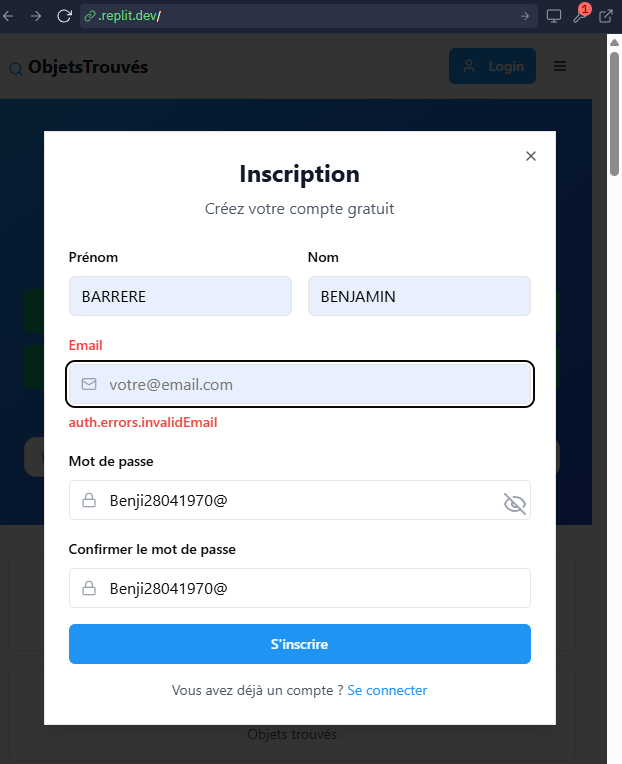 .replit.dev/
1
ObjetsTrouvés
Login
Inscription
Créez votre compte gratuit
Prénom
Nom
BARRERE
BENJAMIN
Email
votre@email.com
auth.errors.invalidEmail
Mot de passe
Benji28041970@
Confirmer le mot de passe
Benji28041970@
S'inscrire
Vous avez déjà un compte ? Se connecter
Objets trouvés